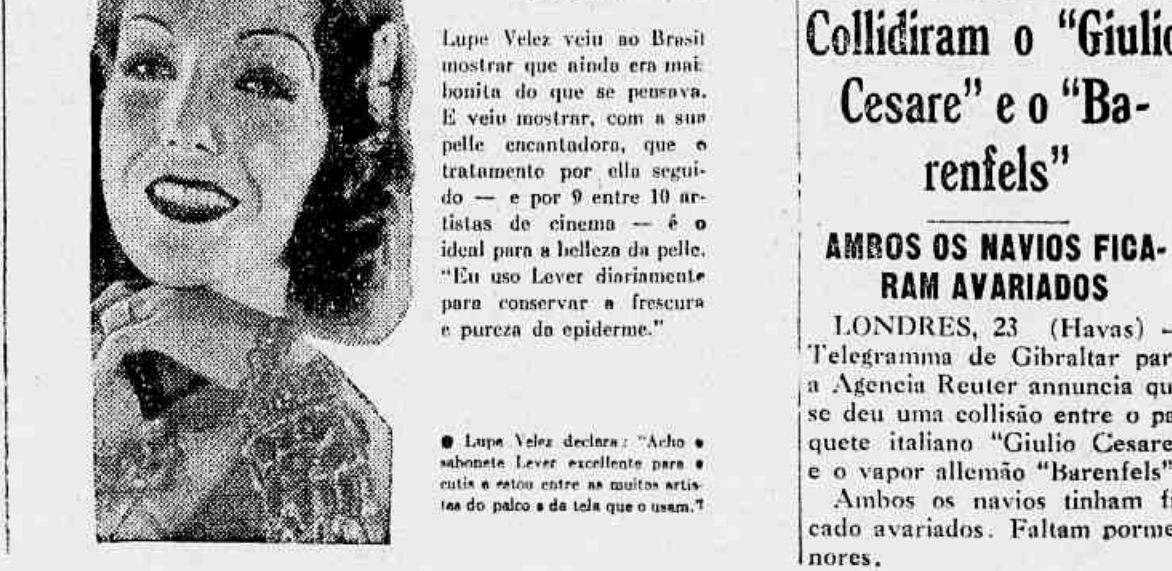 Lupe Velez veiu ao Brasil
mostrar que ainda era mais
bonita do que se pensava.
E veiu mostrar, com a sua
pelle encantadora, que o
tratamento por ella segui-
do — e por 9 entre 10 ar-
tistas de cinema — é o
ideal para a belleza da pelle.
"Eu uso Lever diariamente
para conservar a frescura
e pureza da epiderme."
● Lupe Velez declara: "Acho o
sabonete Lever excellente para a
cutis e estou entre as muitas artis-
tas do palco e da tela que o usam."
Collidiram o "Giulio
Cesare" e o "Ba-
renfels"
AMBOS OS NAVIOS FICA-
RAM AVARIADOS
LONDRES, 23 (Havas) -
Telegramma de Gibraltar par
a Agencia Reuter annuncia qu
se deu uma collisão entre o pa
quete italiano "Giulio Cesare
e o vapor allemão "Barenfels"
Ambos os navios tinham fi
cado avariados. Faltam porme
nores.